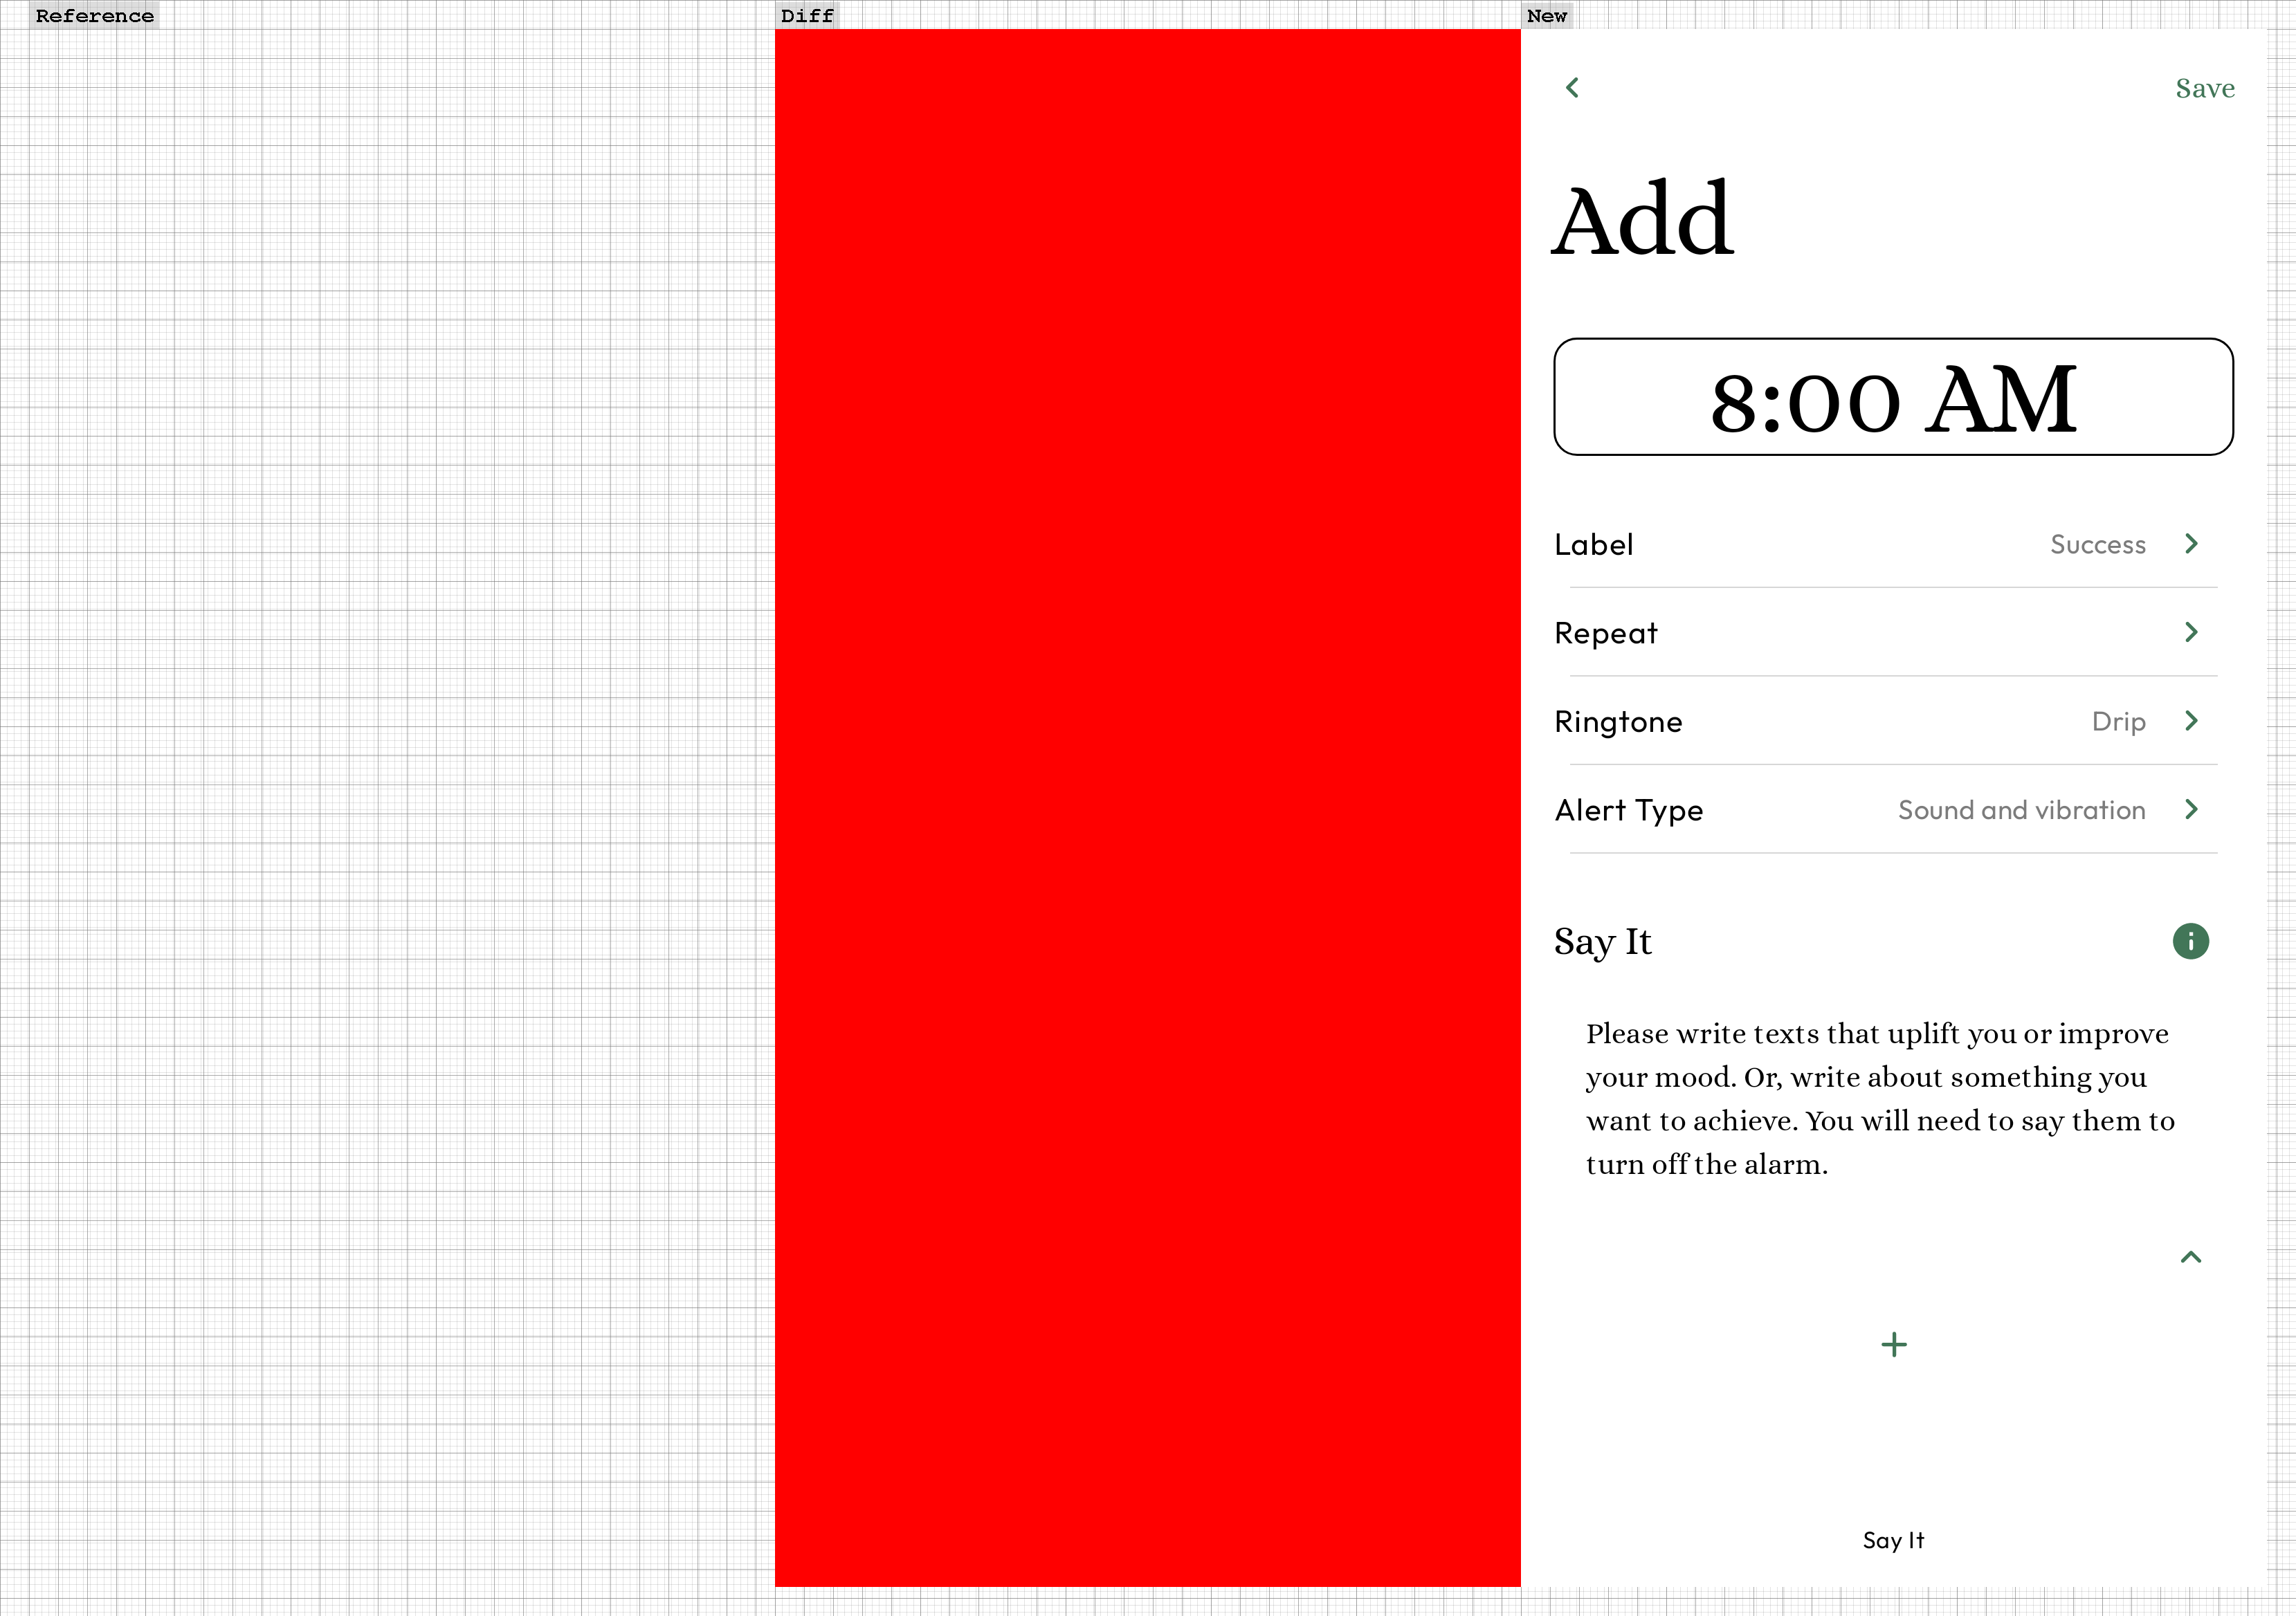 Reference
Diff
New
Save
Add
8:00 AM
Label
Success
Repeat
Ringtone
Drip
Alert Type
Sound and vibration
Say It
Please write texts that uplift you or improve
your mood. Or, write about something you
want to achieve. You will need to say them to
turn off the alarm.
Say It